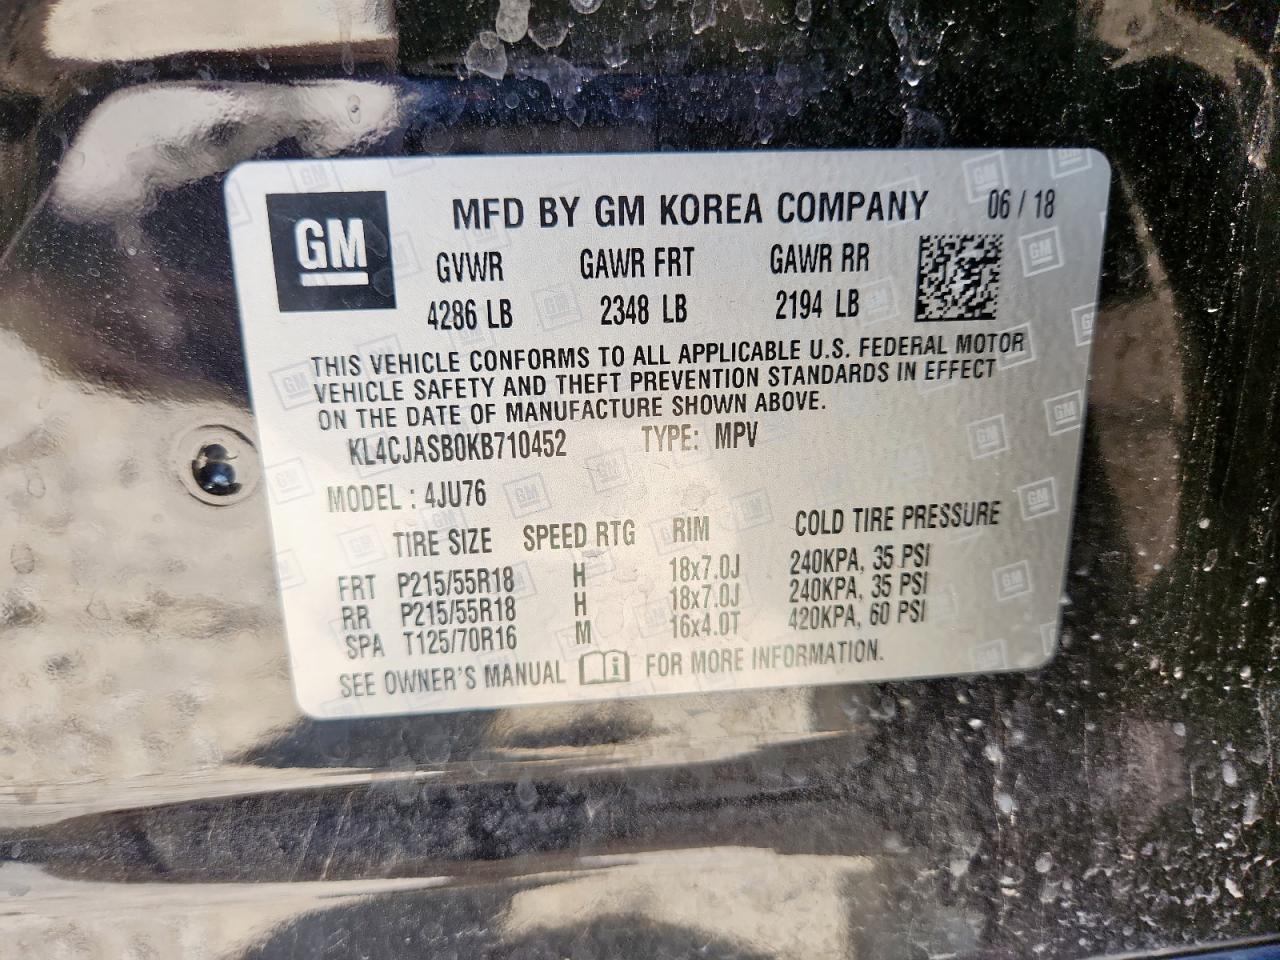 GM
MFD BY GM KOREA COMPANY 06 / 18
GVWR GAWR FRT GAWR RR
4286 LB 2348 LB 2194 LB
THIS VEHICLE CONFORMS TO ALL APPLICABLE U.S. FEDERAL MOTOR
VEHICLE SAFETY AND THEFT PREVENTION STANDARDS IN EFFECT
ON THE DATE OF MANUFACTURE SHOWN ABOVE.
KL4CJASB0KB710452 TYPE: MPV
MODEL : 4JU76
TIRE SIZE SPEED RTG RIM COLD TIRE PRESSURE
FRT P215/55R18 H 18x7.0J 240KPA, 35 PSI
RR P215/55R18 H 18x7.0J 240KPA, 35 PSI
SPA T125/70R16 M 16x4.0T 420KPA, 60 PSI
SEE OWNER'S MANUAL i FOR MORE INFORMATION.